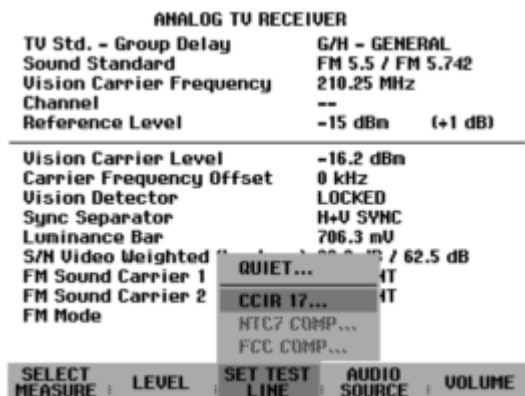 ANALOG TV RECEIVER
TV Std. - Group Delay G/H - GENERAL
Sound Standard FM 5.5 / FM 5.742
Vision Carrier Frequency 210.25 MHz
Channel --
Reference Level -15 dBm (+1 dB)
Vision Carrier Level -16.2 dBm
Carrier Frequency Offset 0 kHz
Vision Detector LOCKED
Sync Separator H+V SYNC
Luminance Bar 706.3 mV
S/N Video Weighted / 62.5 dB
FM Sound Carrier 1
FM Sound Carrier 2
FM Mode
QUIET...
CCIR 17...
NTC7 COMP...
FCC COMP...
SELECT MEASURE
LEVEL
SET TEST LINE
AUDIO SOURCE
VOLUME